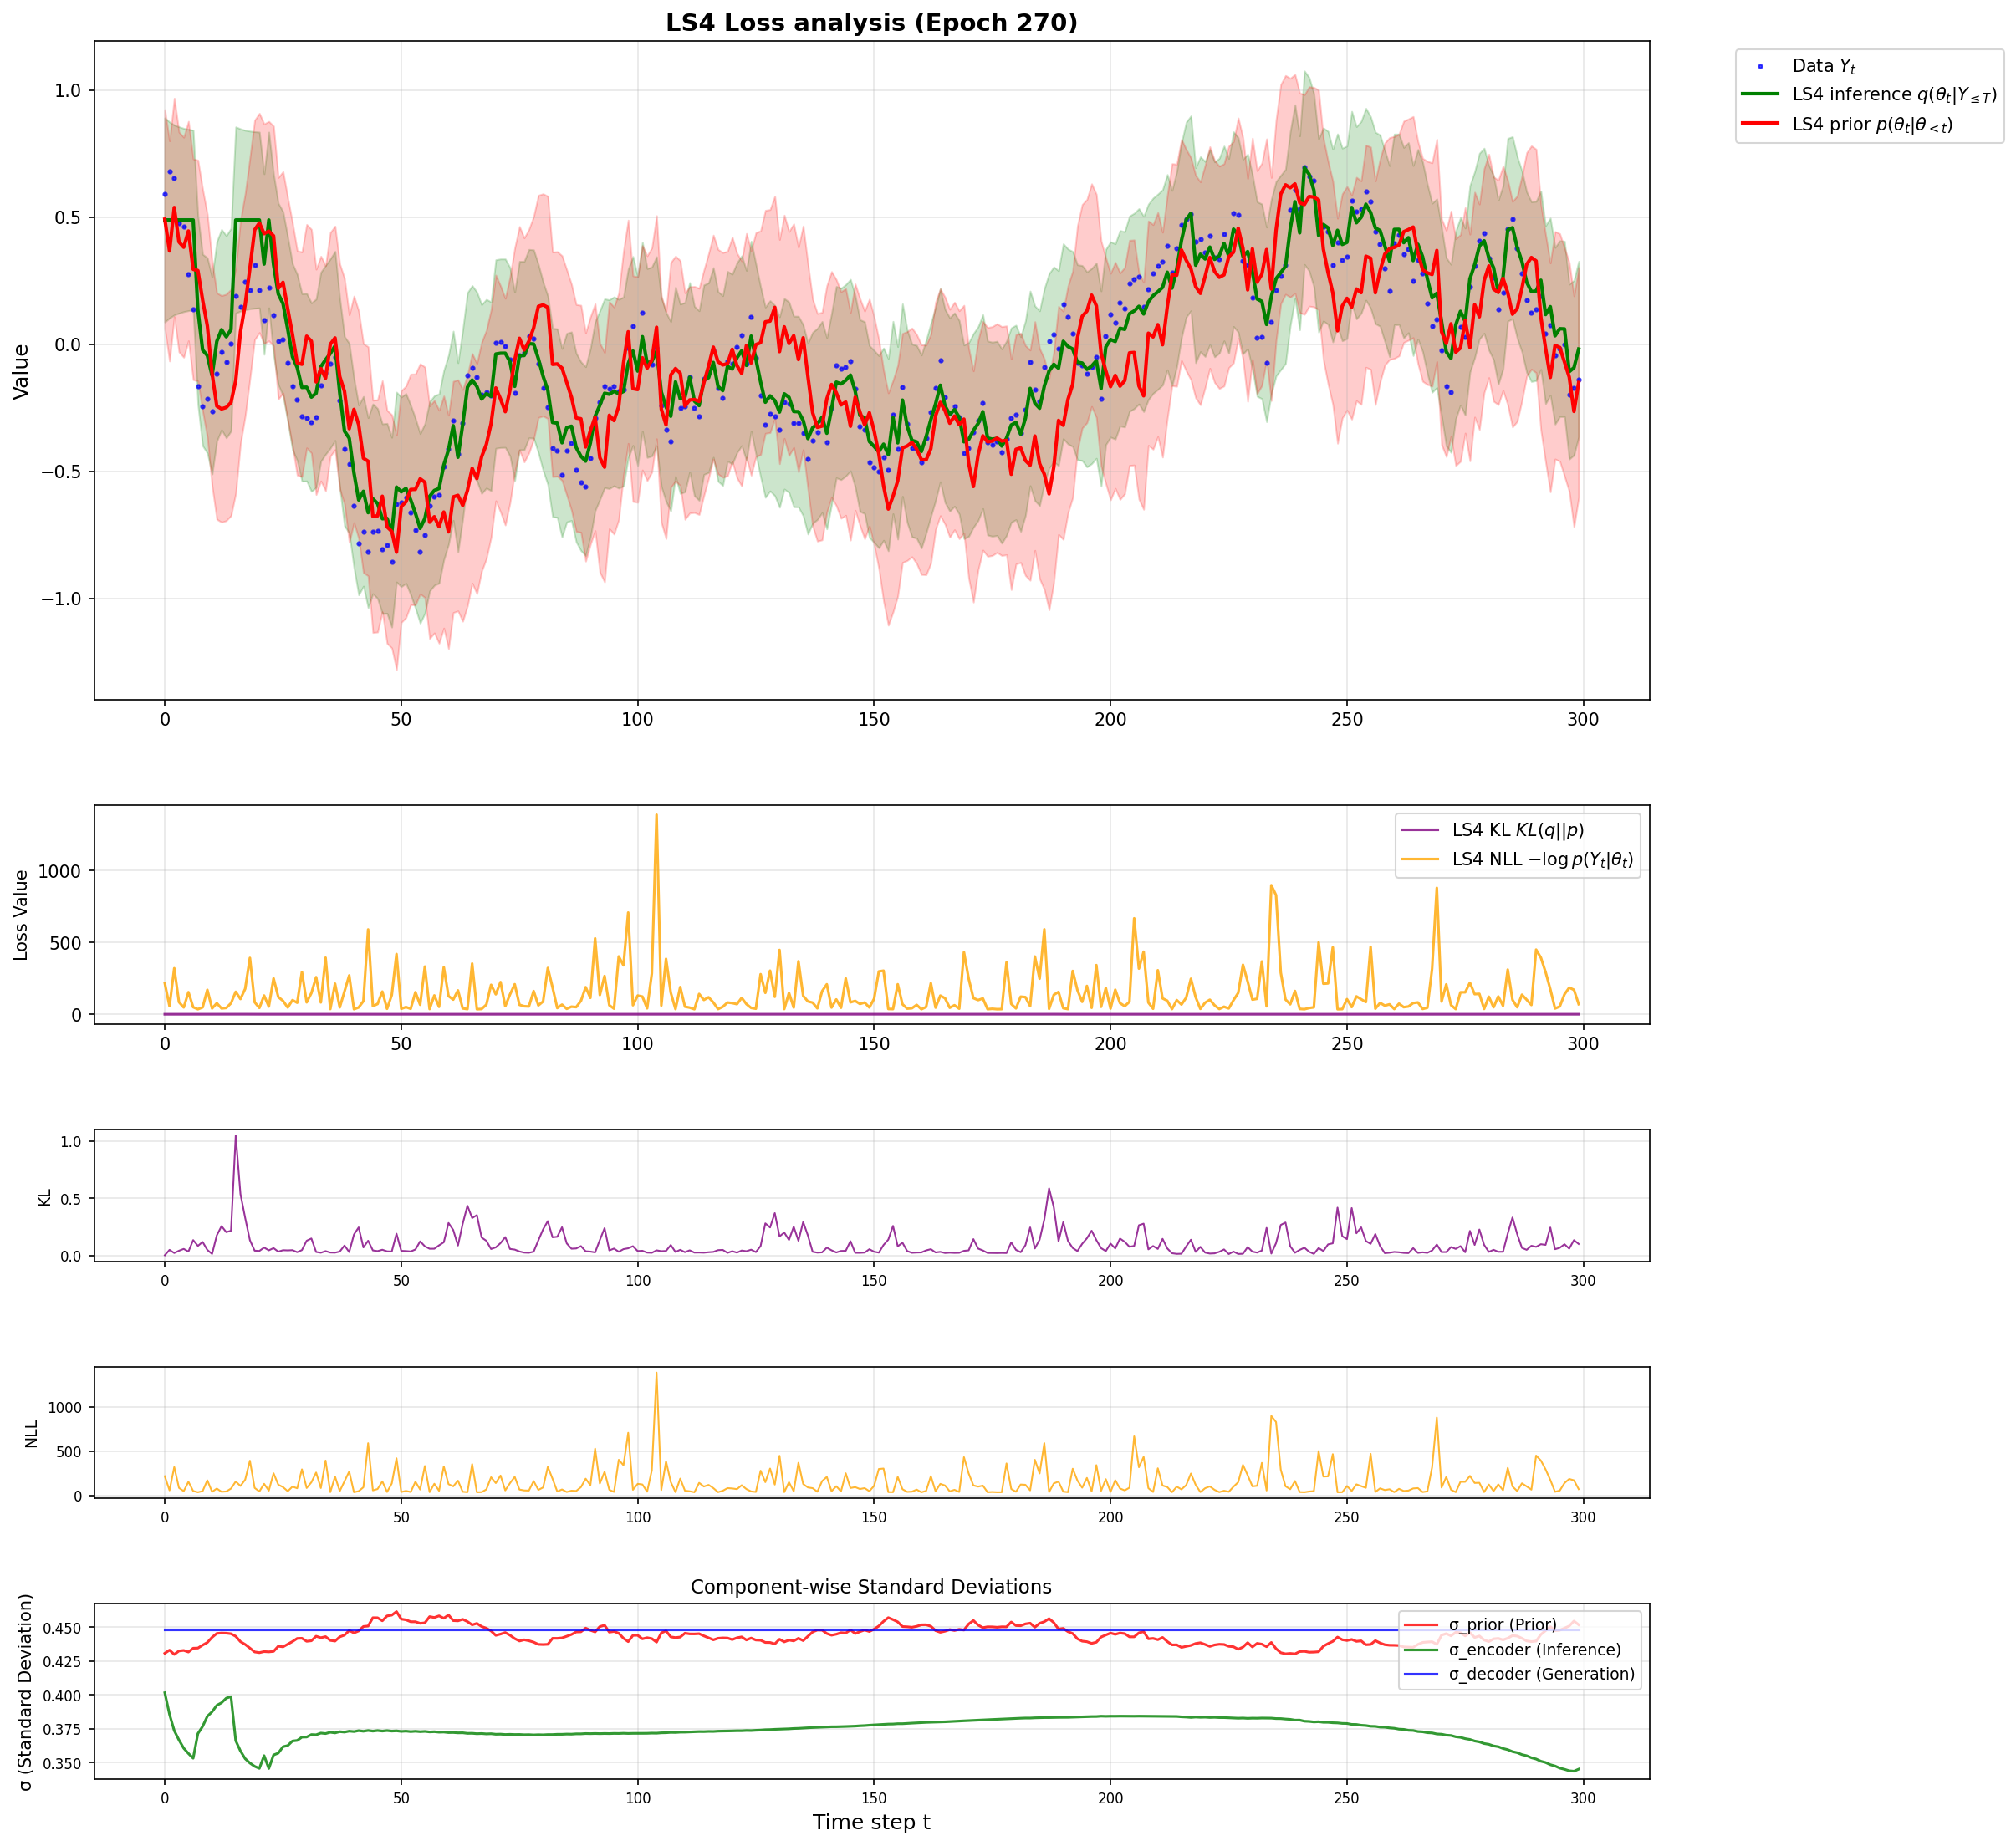 LS4 Loss analysis (Epoch 270)
Data Y_t
LS4 inference q(θ_t|Y_{≤T})
LS4 prior p(θ_t|θ_{<t})
Value
1.0
0.5
0.0
−0.5
−1.0
0 50 100 150 200 250 300
LS4 KL KL(q||p)
LS4 NLL −log p(Y_t|θ_t)
Loss Value
1000
500
0
0 50 100 150 200 250 300
KL
1.0
0.5
0.0
0 50 100 150 200 250 300
NLL
1000
500
0
0 50 100 150 200 250 300
Component-wise Standard Deviations
σ_prior (Prior)
σ_encoder (Inference)
σ_decoder (Generation)
σ (Standard Deviation)
0.450
0.425
0.400
0.375
0.350
0 50 100 150 200 250 300
Time step t